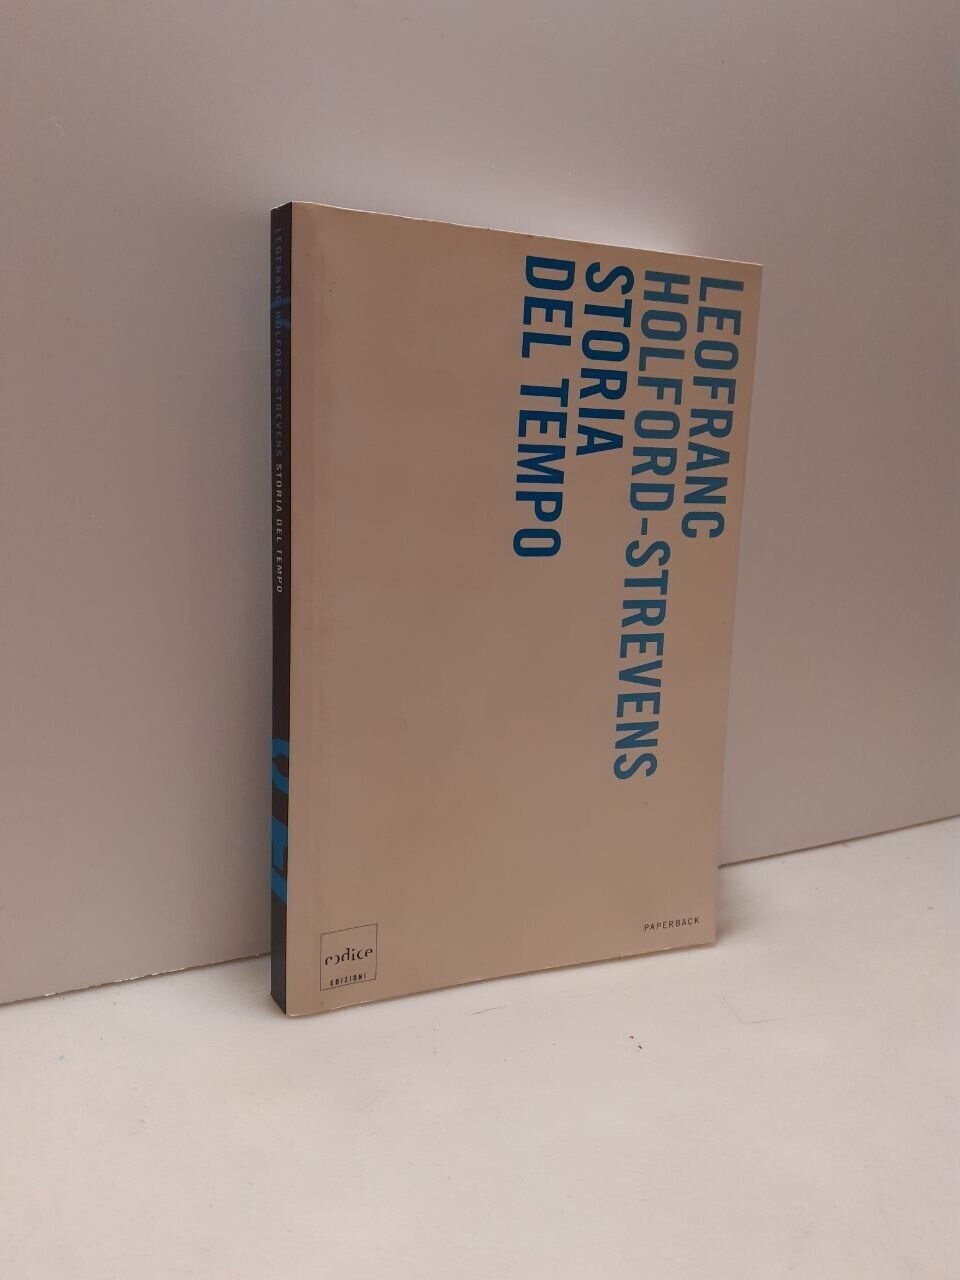 LEOFRANC
HOLFORD-STREVENS
STORIA
DEL TEMPO
LEOFRANC HOLFORD-STREVENS STORIA DEL TEMPO
codice
EDIZIONI
PAPERBACK